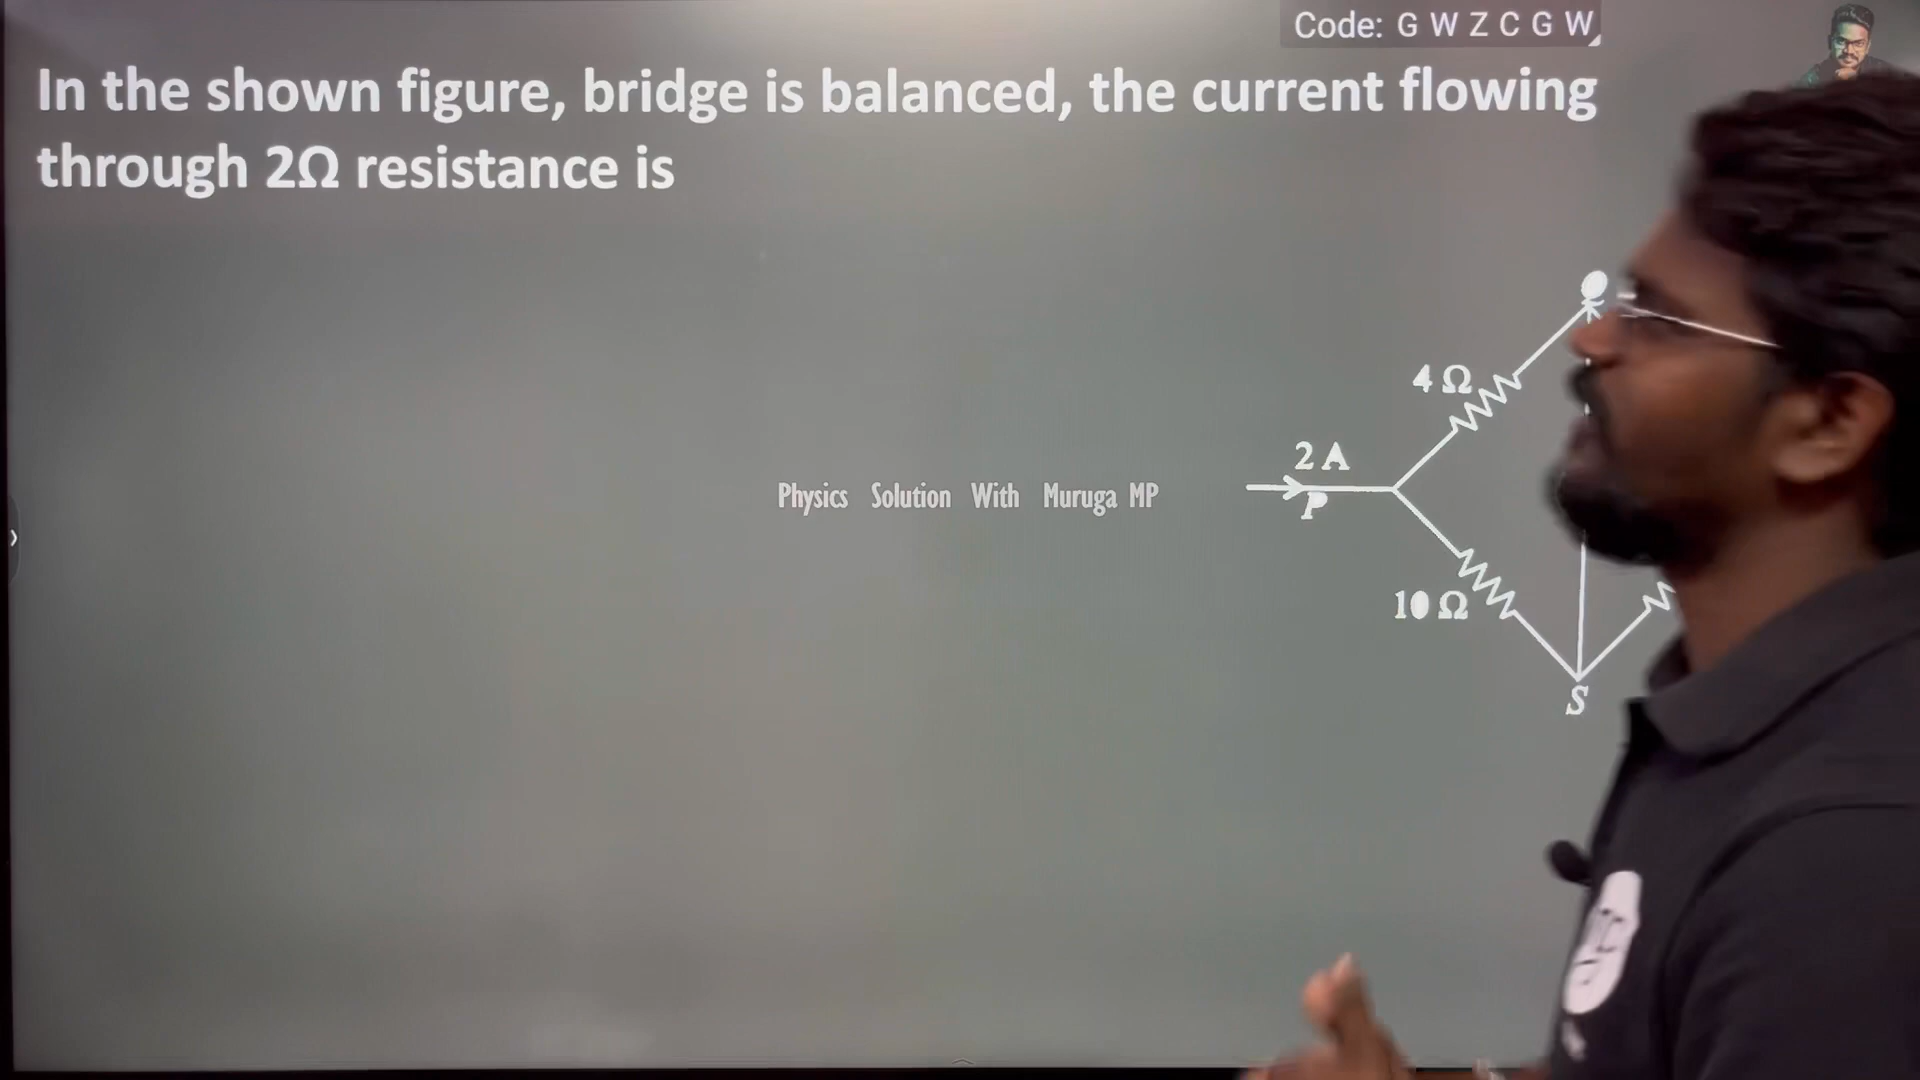 Code: G W Z C G W
In the shown figure, bridge is balanced, the current flowing
through 2Ω resistance is
4 Ω
2 A
Physics Solution With Muruga MP
P
10 Ω
S